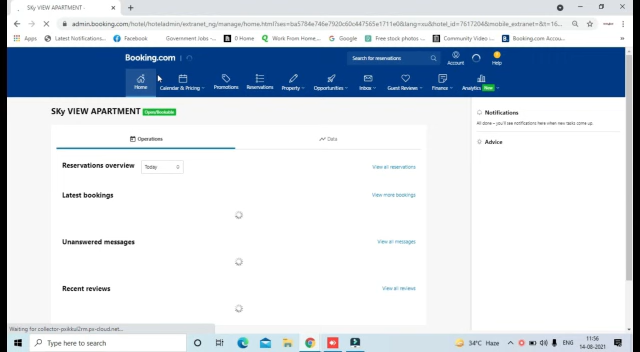 SKy VIEW APARTMENT
admin.booking.com/hotel/hoteladmin/extranet_ng/manage/home.html?ses=ba5784e746e7920c60c447565a1711e0&lang=su&hotel_id=7617204&mobile_extranet=&t=16...
Apps Latest Notifications... Facebook Government Jobs -... D Home Work From Home,... Google Free stock photos ... Community Video -... Booking.com Accou...
Booking.com
Search for reservations
Account
Help
Home Calendar & Pricing Promotions Reservations Property Opportunities Inbox Guest Reviews Finance Analytics New
SKy VIEW APARTMENT Open/Bookable
Operations Data
Reservations overview Today View all reservations
Latest bookings View more bookings
Unanswered messages View all messages
Recent reviews View all reviews
Notifications
All done – you'll see notifications here when new tasks come up.
Advice
Waiting for collector-pxikkul2rm.px-cloud.net...
Type here to search
34°C Haze
ENG
11:56
14-08-2021